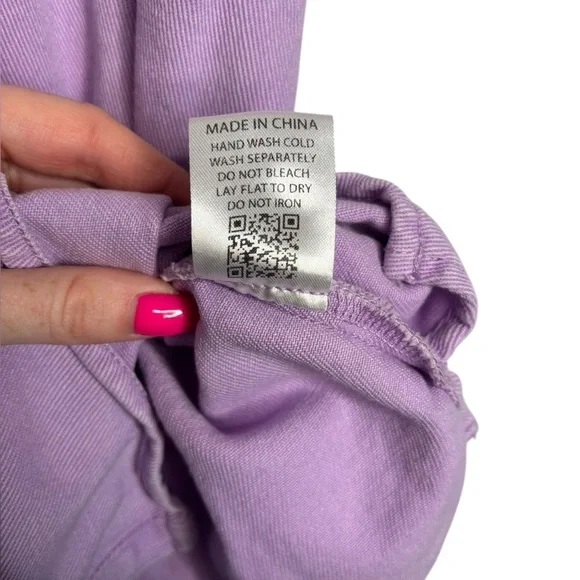 MADE IN CHINA
HAND WASH COLD
WASH SEPARATELY
DO NOT BLEACH
LAY FLAT TO DRY
DO NOT IRON